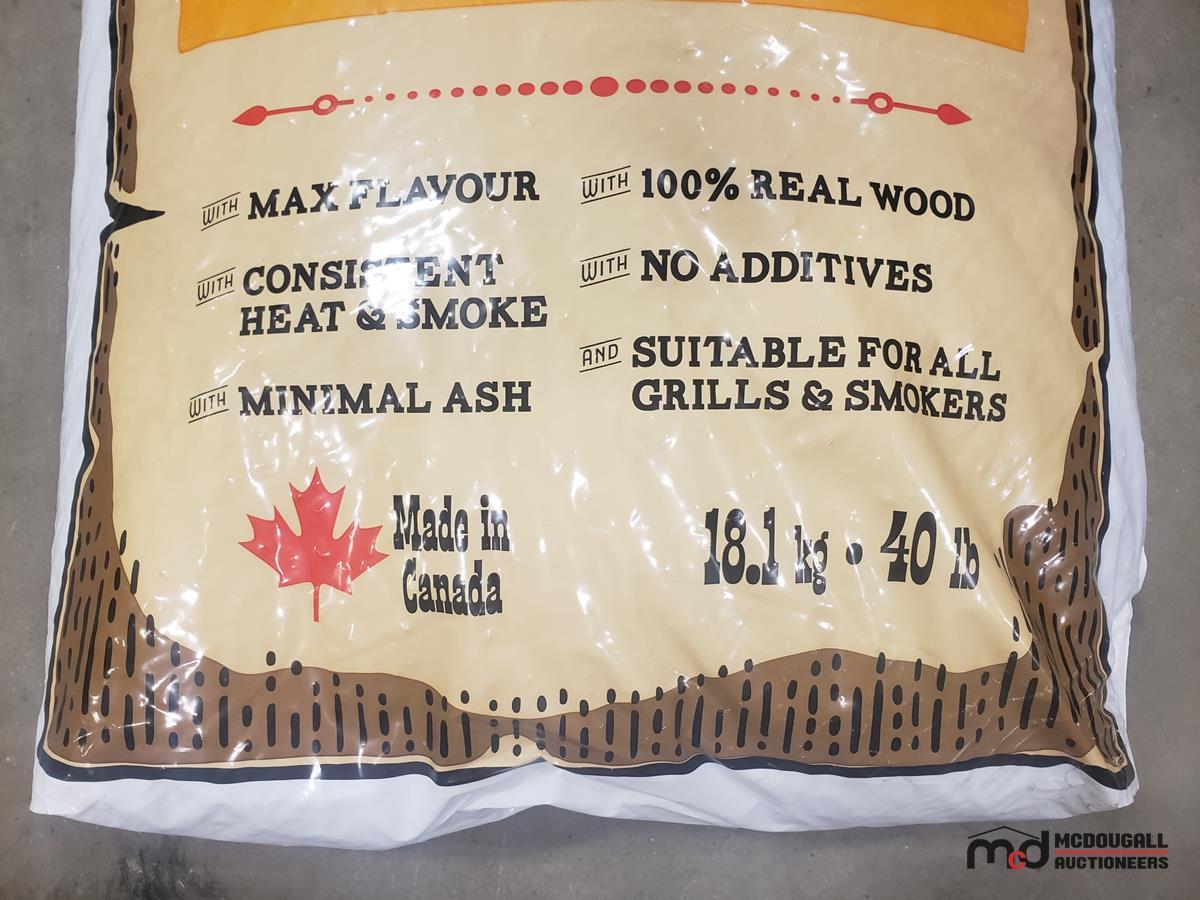 WITH MAX FLAVOUR
WITH CONSISTENT
HEAT & SMOKE
WITH MINIMAL ASH
WITH 100% REAL WOOD
WITH NO ADDITIVES
AND SUITABLE FOR ALL
GRILLS & SMOKERS
Made in
Canada
18.1 kg • 40 lb
mcd MCDOUGALL
AUCTIONEERS